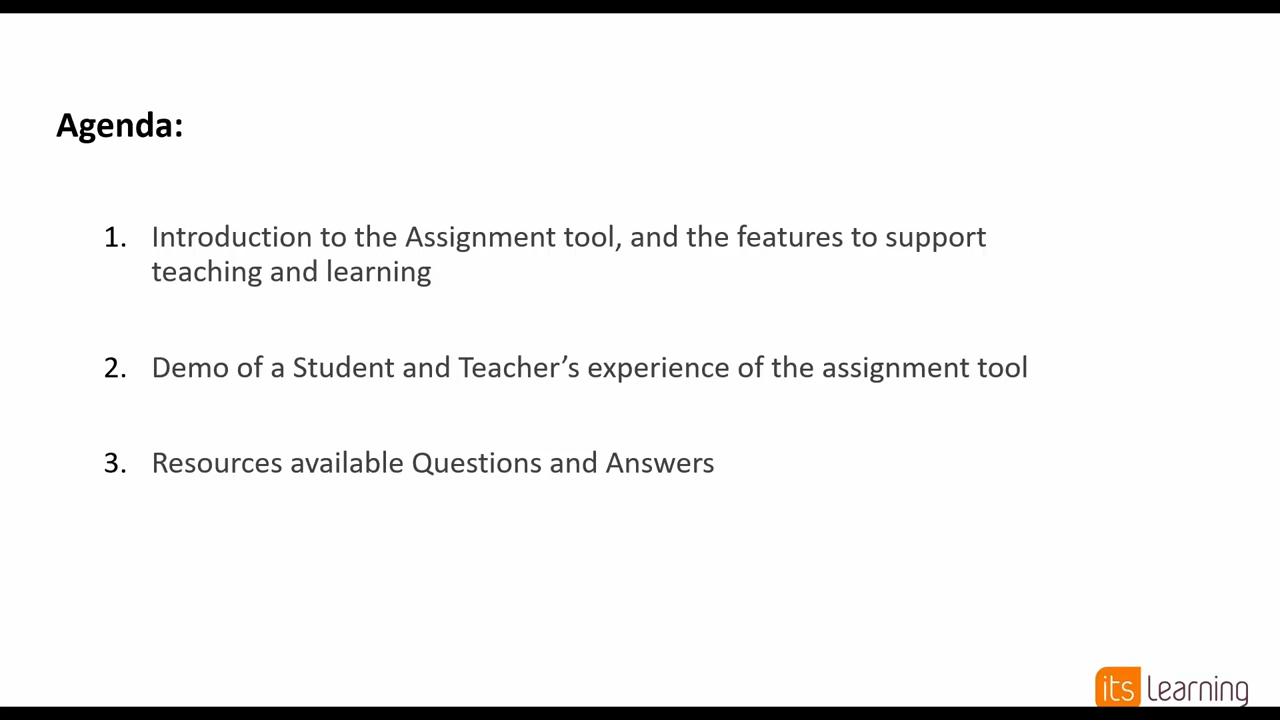 Agenda:
1. Introduction to the Assignment tool, and the features to support
teaching and learning
2. Demo of a Student and Teacher’s experience of the assignment tool
3. Resources available Questions and Answers
its learning